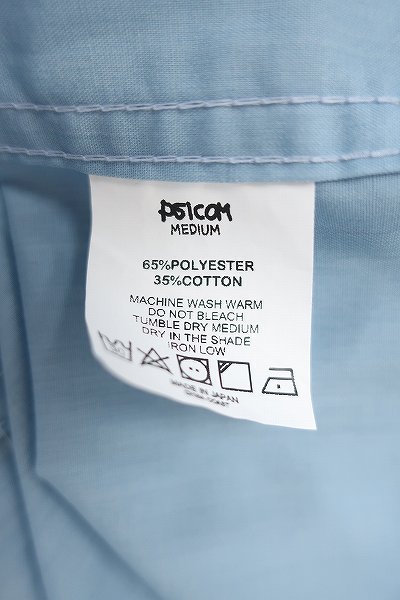 PSICOM
MEDIUM
65%POLYESTER
35%COTTON
MACHINE WASH WARM
DO NOT BLEACH
TUMBLE DRY MEDIUM
DRY IN THE SHADE
IRON LOW
MADE IN JAPAN